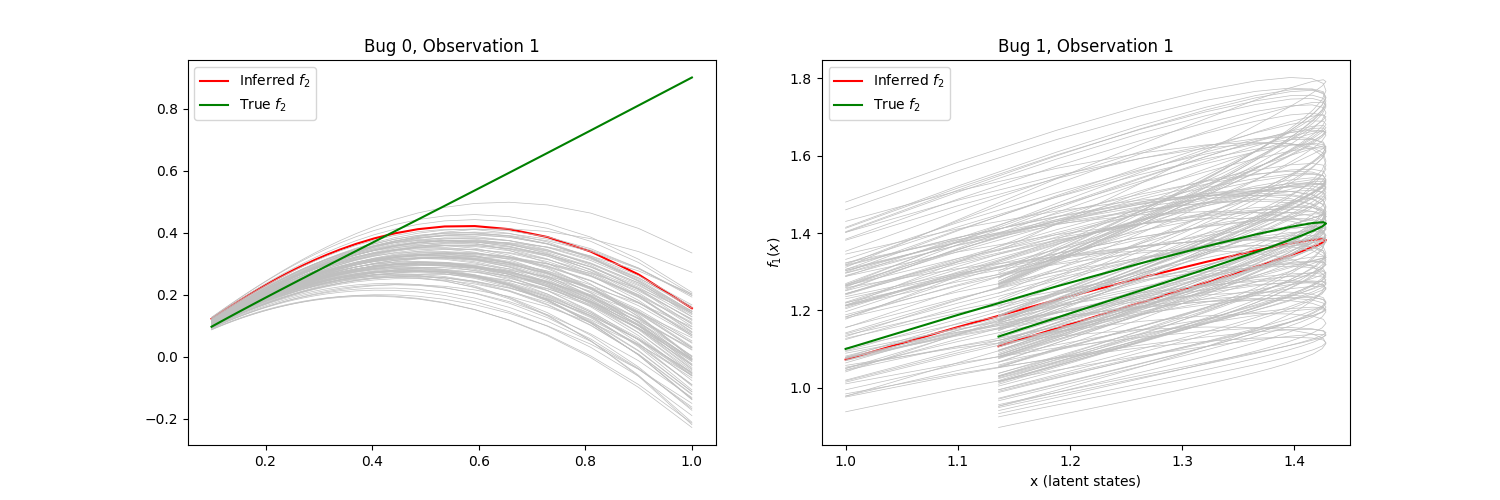 Bug 0, Observation 1
Inferred f₂
True f₂
0.8
0.6
0.4
0.2
0.0
−0.2
0.2 0.4 0.6 0.8 1.0
Bug 1, Observation 1
Inferred f₂
True f₂
f₁(x)
1.8
1.6
1.4
1.2
1.0
1.0 1.1 1.2 1.3 1.4
x (latent states)